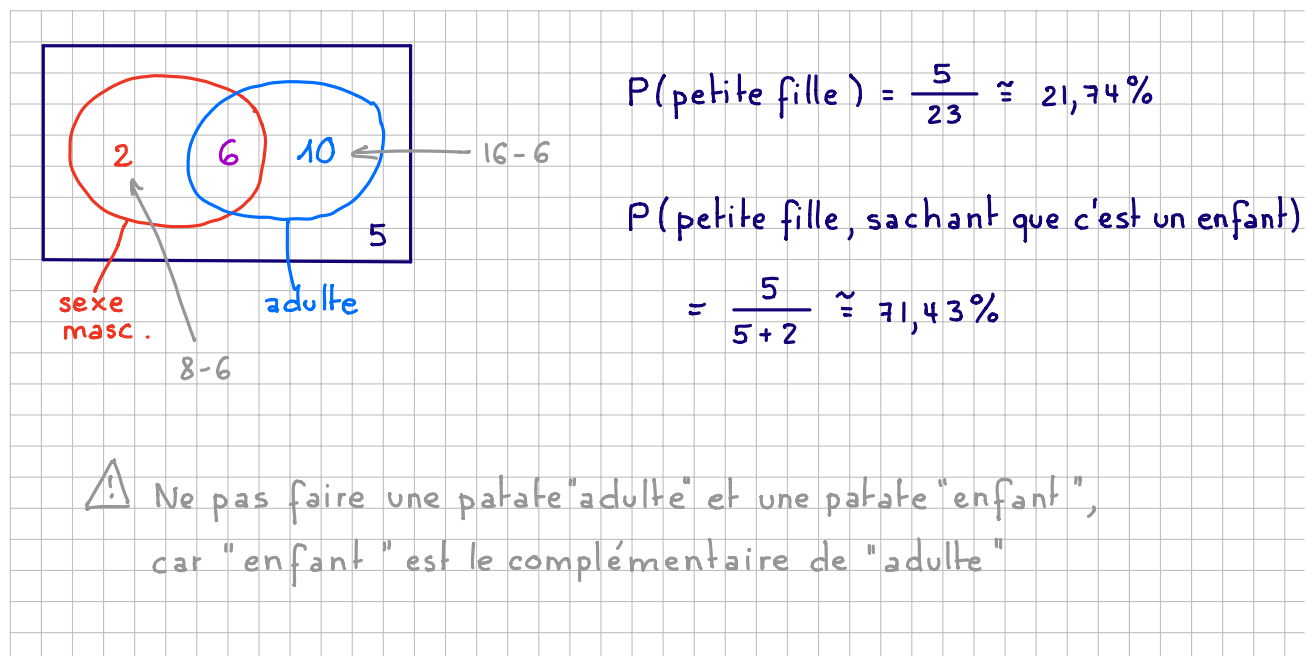 2
6
10
16-6
5
sexe
masc.
adulte
8-6
P(petite fille) = 5/23 ≅ 21,74%
P(petite fille, sachant que c'est un enfant)
= 5/(5+2) ≅ 71,43%
⚠ Ne pas faire une patate "adulte" et une patate "enfant",
car "enfant" est le complémentaire de "adulte"